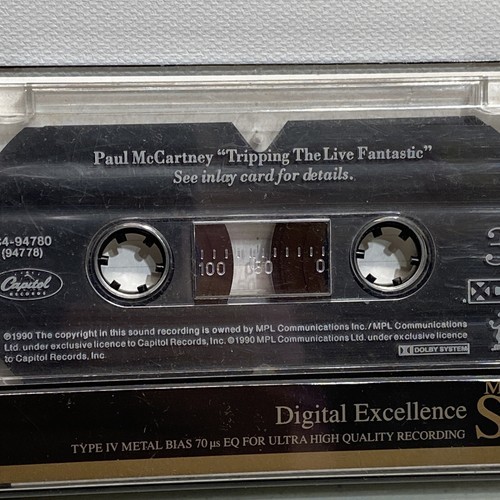 Paul McCartney “Tripping The Live Fantastic”
See inlay card for details.
C4-94780
(94778)
Capitol
RECORDS
100 50 0
3
℗1990 The copyright in this sound recording is owned by MPL Communications Inc./MPL Communications
Ltd. under exclusive licence to Capitol Records, Inc. ©1990 MPL Communications Ltd. under exclusive licence
to Capitol Records, Inc.
DOLBY SYSTEM
Digital Excellence
TYPE IV METAL BIAS 70 µs EQ FOR ULTRA HIGH QUALITY RECORDING